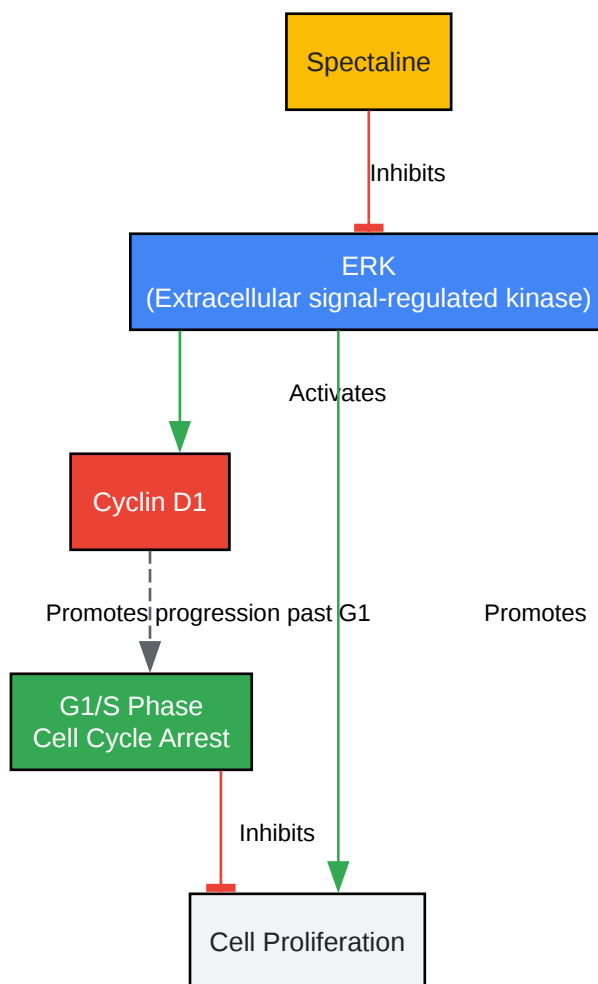 Spectaline
Inhibits
ERK
(Extracellular signal-regulated kinase)
Activates
Cyclin D1
Promotes progression past G1
Promotes
G1/S Phase
Cell Cycle Arrest
Inhibits
Cell Proliferation